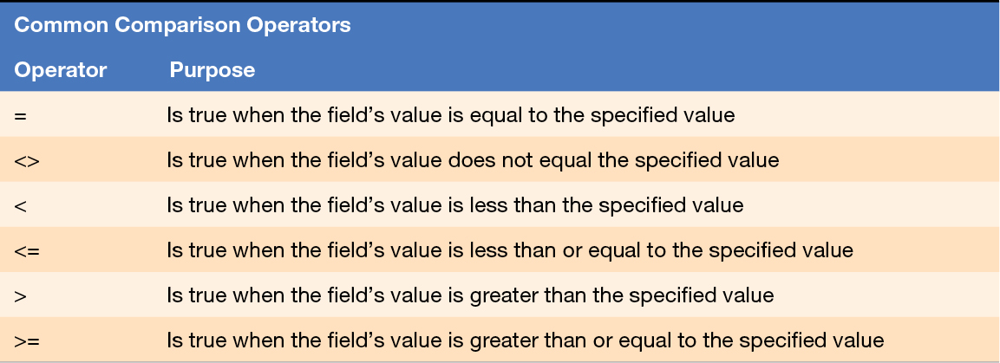 Common Comparison Operators
Operator Purpose
= Is true when the field’s value is equal to the specified value
<> Is true when the field’s value does not equal the specified value
< Is true when the field’s value is less than the specified value
<= Is true when the field’s value is less than or equal to the specified value
> Is true when the field’s value is greater than the specified value
>= Is true when the field’s value is greater than or equal to the specified value